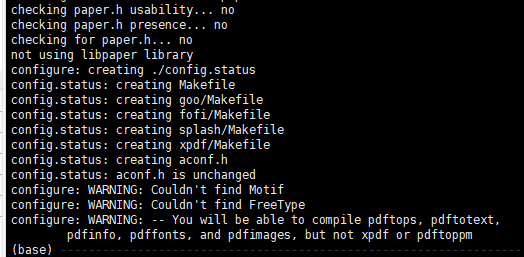 checking paper.h usability... no
checking paper.h presence... no
checking for paper.h... no
not using libpaper library
configure: creating ./config.status
config.status: creating Makefile
config.status: creating goo/Makefile
config.status: creating fofi/Makefile
config.status: creating splash/Makefile
config.status: creating xpdf/Makefile
config.status: creating aconf.h
config.status: aconf.h is unchanged
configure: WARNING: Couldn't find Motif
configure: WARNING: Couldn't find FreeType
configure: WARNING: -- You will be able to compile pdftops, pdftotext,
pdfinfo, pdffonts, and pdfimages, but not xpdf or pdftoppm
(base)